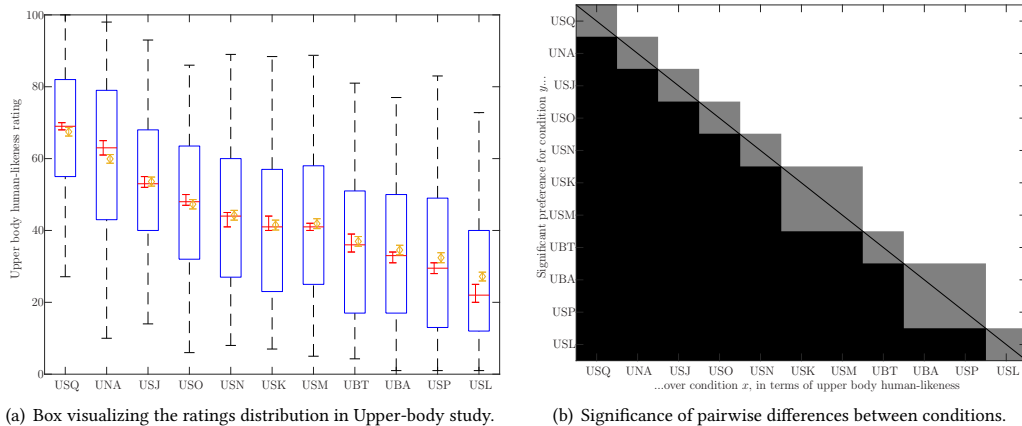 100
80
60
40
20
0
Upper body human-likeness rating
USQ UNA USJ USO USN USK USM UBT UBA USP USL
(a) Box visualizing the ratings distribution in Upper-body study.
Significant preference for condition y...
USQ
UNA
USJ
USO
USN
USK
USM
UBT
UBA
USP
USL
USQ UNA USJ USO USN USK USM UBT UBA USP USL
...over condition x, in terms of upper body human-likeness
(b) Significance of pairwise differences between conditions.